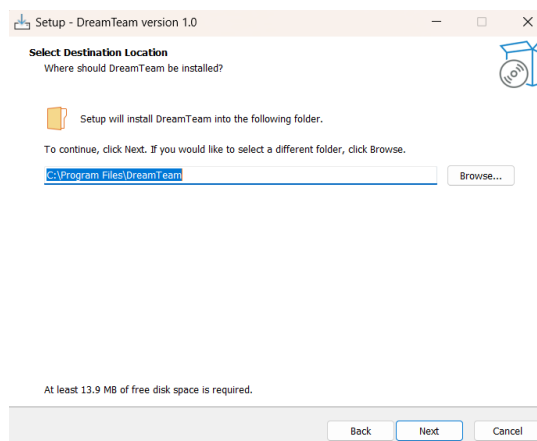 Setup - DreamTeam version 1.0
Select Destination Location
Where should DreamTeam be installed?
Setup will install DreamTeam into the following folder.
To continue, click Next. If you would like to select a different folder, click Browse.
C:\Program Files\DreamTeam
Browse...
At least 13.9 MB of free disk space is required.
Back Next Cancel